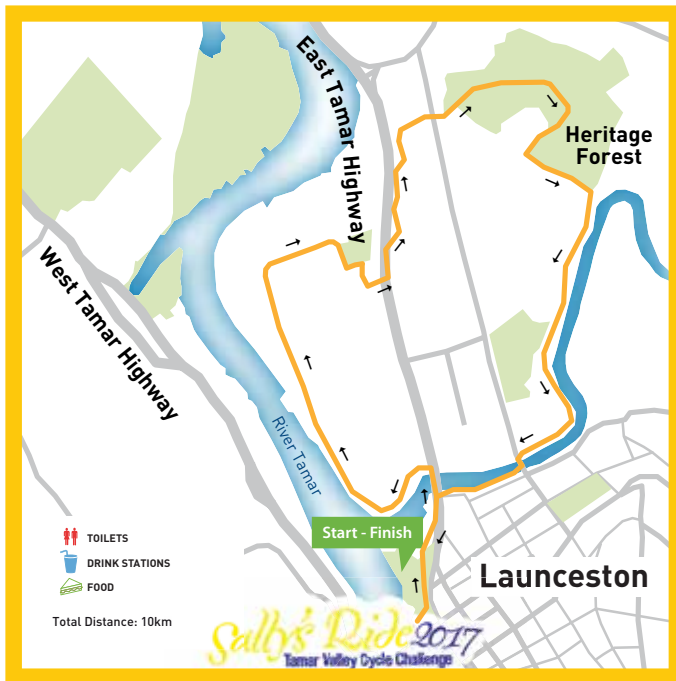 East Tamar Highway
Heritage
Forest
West Tamar Highway
River Tamar
Start - Finish
TOILETS
DRINK STATIONS
FOOD
Launceston
Total Distance: 10km
Sally's Ride 2017
Tamar Valley Cycle Challenge